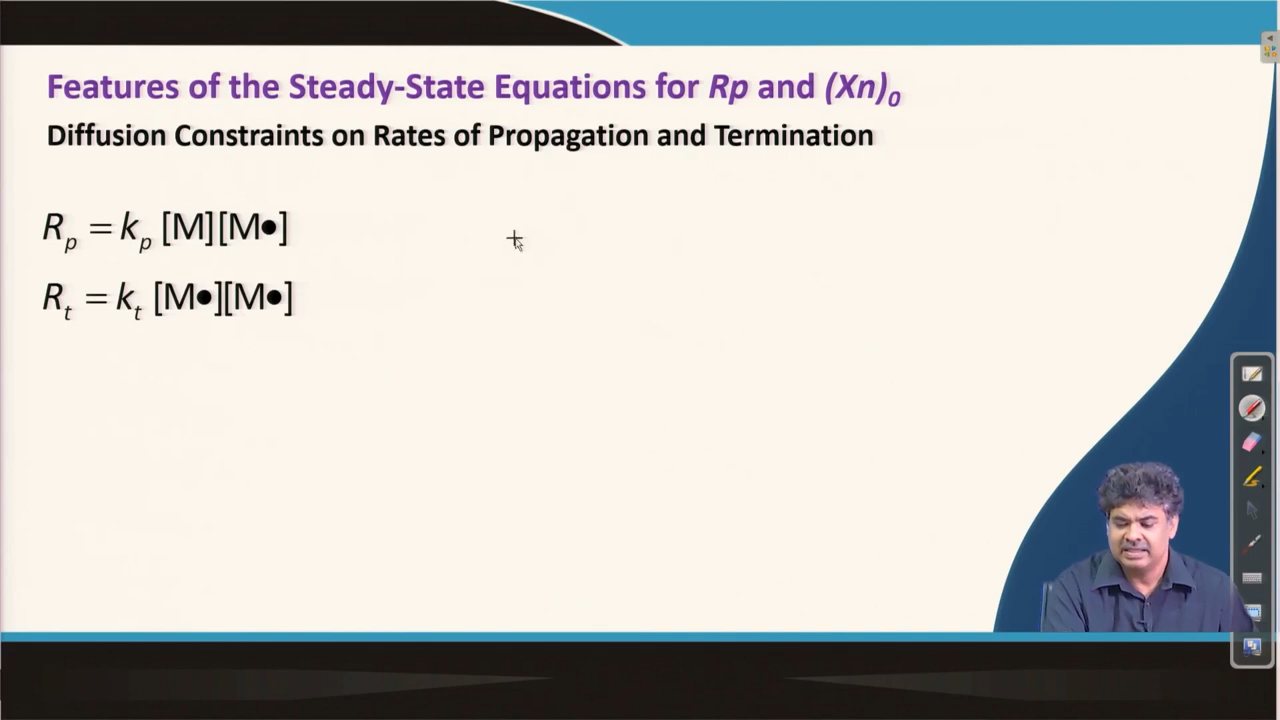 Features of the Steady-State Equations for Rp and (Xn)₀
Diffusion Constraints on Rates of Propagation and Termination
Rₚ = kₚ [M][M●]
Rₜ = kₜ [M●][M●]